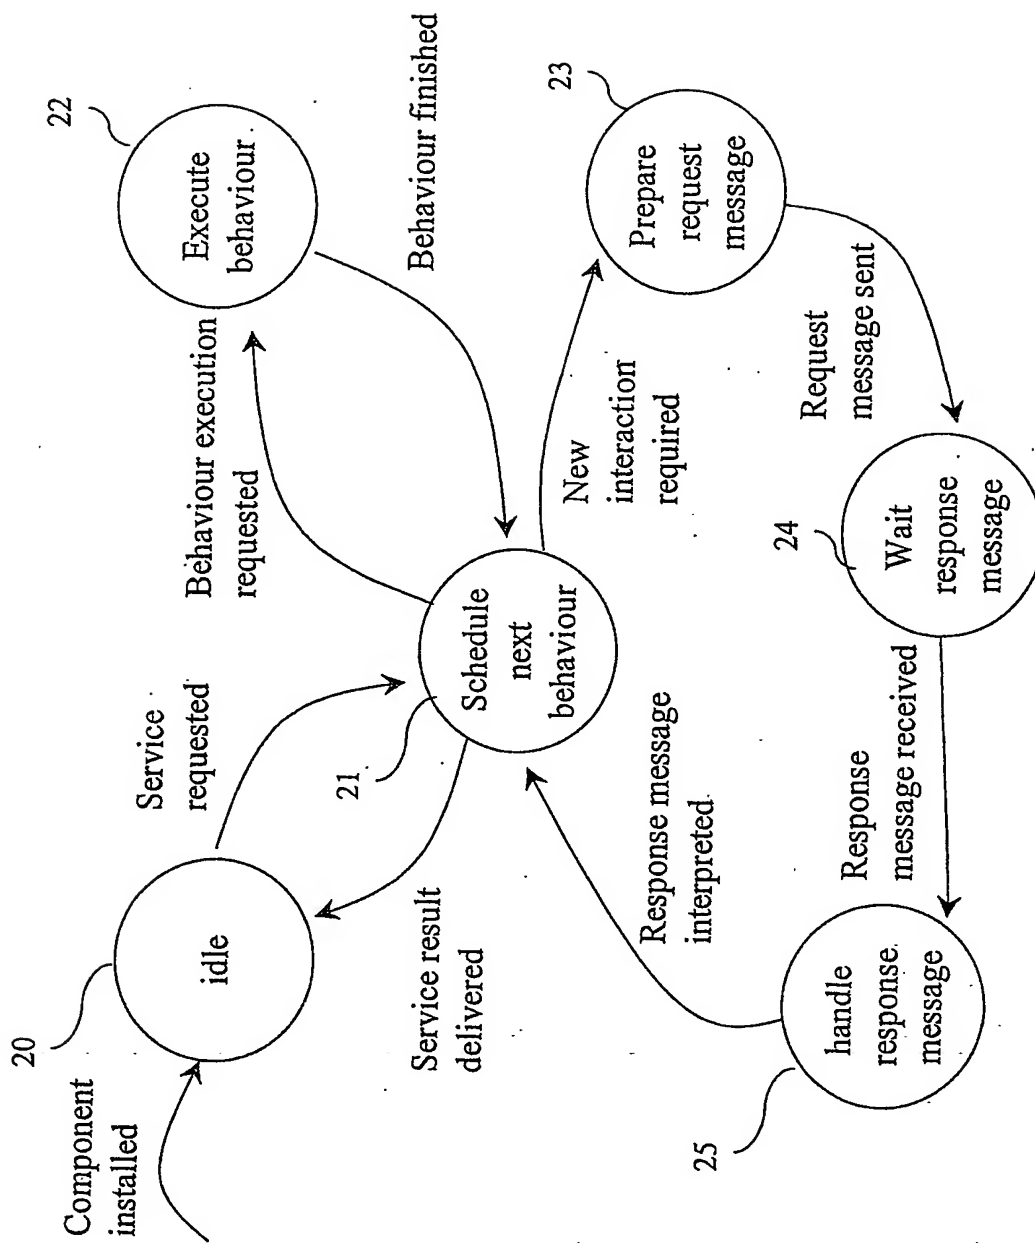 Component
installed
20
idle
Service
requested
Service result
delivered
21
Schedule
next
behaviour
Behaviour execution
requested
22
Execute
behaviour
Behaviour finished
New
interaction
required
23
Prepare
request
message
Request
message sent
24
Wait
response
message
Response
message received
25
handle
response
message
Response message
interpreted